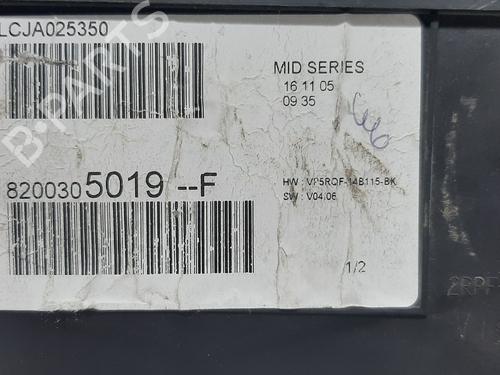 LCJA025350
MID SERIES
16 11 05
09 35
8200305019 --F
HW : VP5RQF-14B115-BK
SW : V04.06
1/2
2RPF
B-PARTS